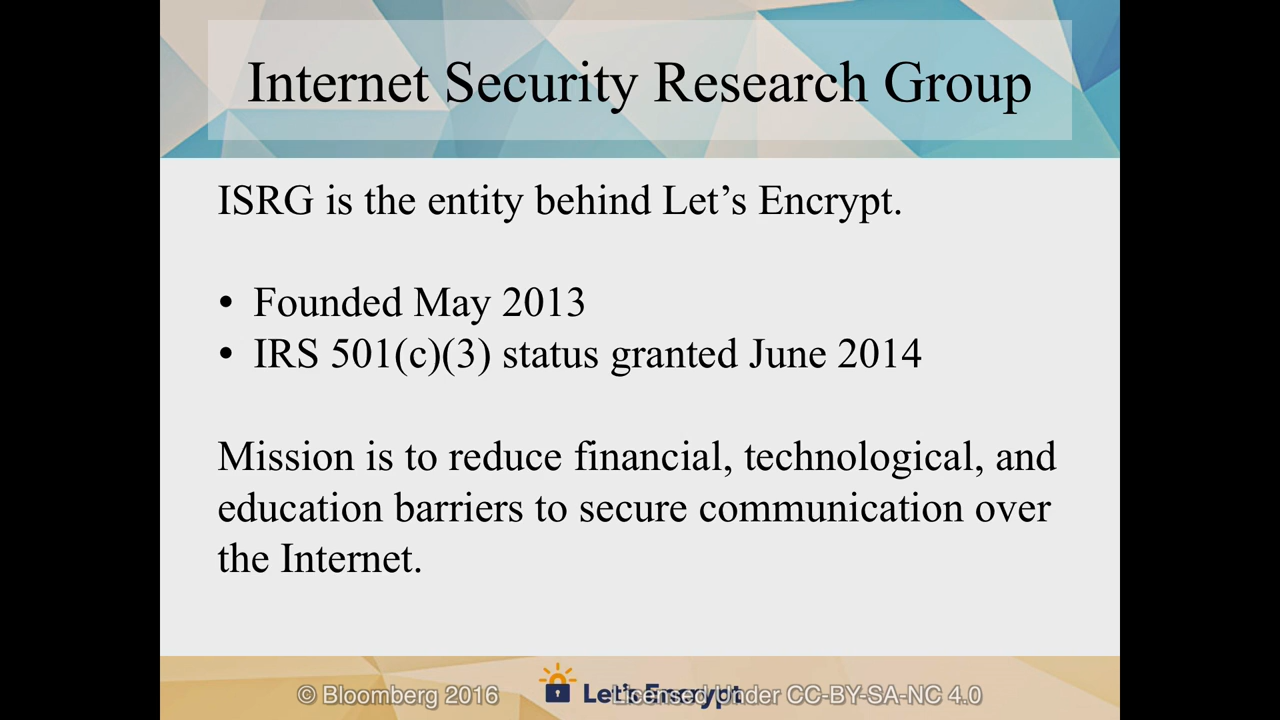 Internet Security Research Group
ISRG is the entity behind Let’s Encrypt.
• Founded May 2013
• IRS 501(c)(3) status granted June 2014
Mission is to reduce financial, technological, and
education barriers to secure communication over
the Internet.
© Bloomberg 2016
Let's Encrypt
Licensed Under CC-BY-SA-NC 4.0